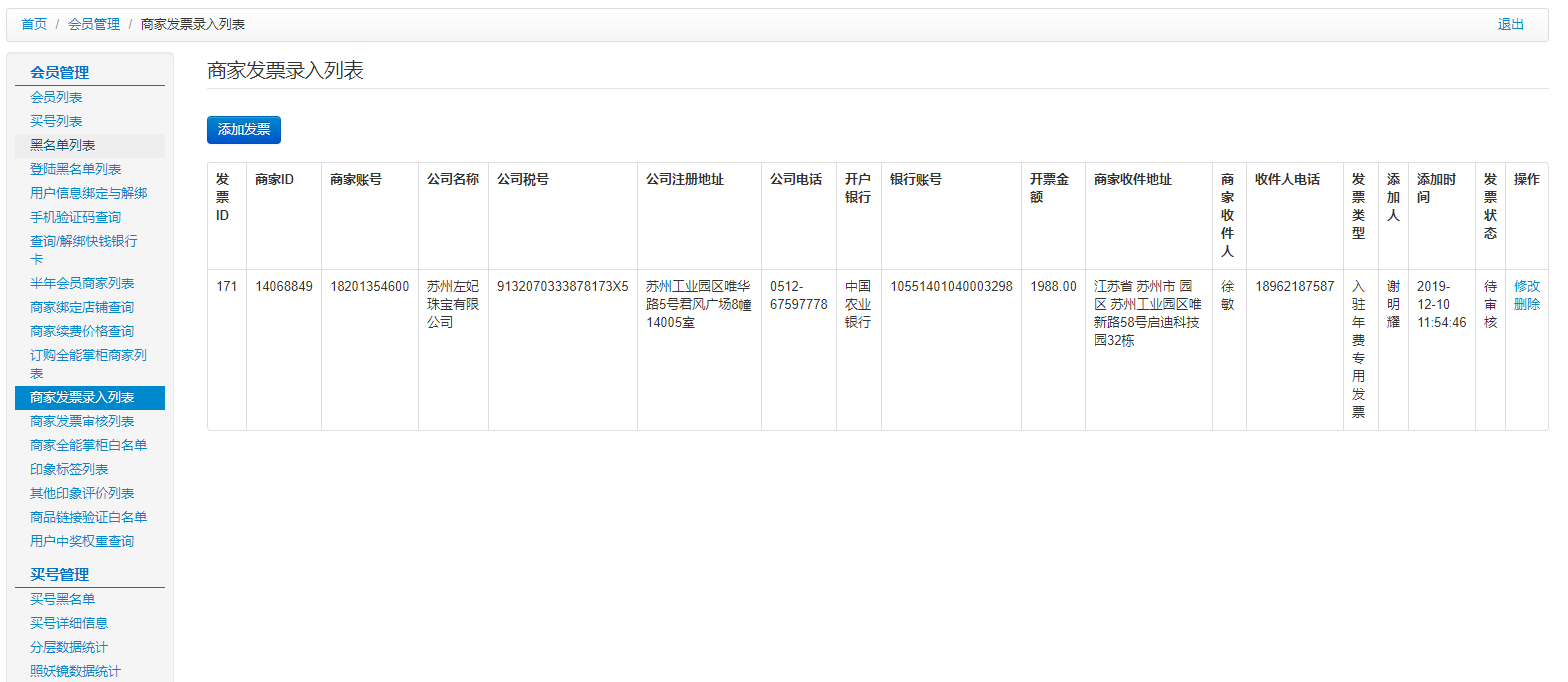 首页 / 会员管理 / 商家发票录入列表
退出
会员管理
会员列表
买号列表
黑名单列表
登陆黑名单列表
用户信息绑定与解绑
手机验证码查询
查询/解绑快钱银行
卡
半年会员商家列表
商家绑定店铺查询
商家续费价格查询
订购全能掌柜商家列
表
商家发票录入列表
商家发票审核列表
商家全能掌柜白名单
印象标签列表
其他印象评价列表
商品链接验证白名单
用户中奖权重查询
买号管理
买号黑名单
买号详细信息
分层数据统计
照妖镜数据统计
商家发票录入列表
添加发票
发
票
ID
商家ID
商家账号
公司名称
公司税号
公司注册地址
公司电话
开户
银行
银行账号
开票金
额
商家收件地址
商
家
收
件
人
收件人电话
发
票
类
型
添
加
人
添加时
间
发
票
状
态
操作
171
14068849
18201354600
苏州左妃
珠宝有限
公司
9132070333878173X5
苏州工业园区唯华
路5号君风广场8幢
14005室
0512-
67597778
中国
农业
银行
10551401040003298
1988.00
江苏省 苏州市 园
区 苏州工业园区唯
新路58号启迪科技
园32栋
徐
敏
18962187587
入
驻
年
费
专
用
发
票
谢
明
耀
2019-
12-10
11:54:46
待
审
核
修改
删除